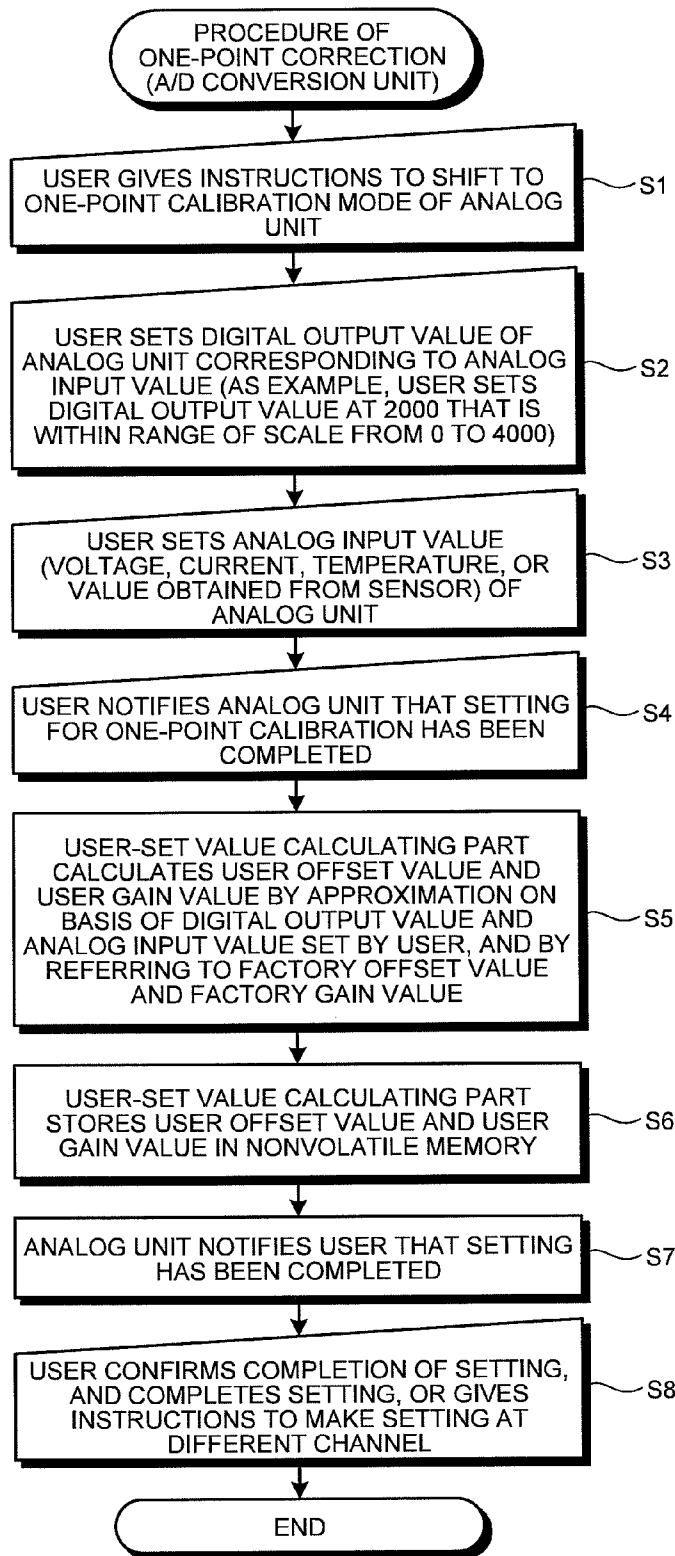 PROCEDURE OF
ONE-POINT CORRECTION
(A/D CONVERSION UNIT)
USER GIVES INSTRUCTIONS TO SHIFT TO
ONE-POINT CALIBRATION MODE OF ANALOG
UNIT
S1
USER SETS DIGITAL OUTPUT VALUE OF
ANALOG UNIT CORRESPONDING TO ANALOG
INPUT VALUE (AS EXAMPLE, USER SETS
DIGITAL OUTPUT VALUE AT 2000 THAT IS
WITHIN RANGE OF SCALE FROM 0 TO 4000)
S2
USER SETS ANALOG INPUT VALUE
(VOLTAGE, CURRENT, TEMPERATURE, OR
VALUE OBTAINED FROM SENSOR) OF
ANALOG UNIT
S3
USER NOTIFIES ANALOG UNIT THAT SETTING
FOR ONE-POINT CALIBRATION HAS BEEN
COMPLETED
S4
USER-SET VALUE CALCULATING PART
CALCULATES USER OFFSET VALUE AND
USER GAIN VALUE BY APPROXIMATION ON
BASIS OF DIGITAL OUTPUT VALUE AND
ANALOG INPUT VALUE SET BY USER, AND BY
REFERRING TO FACTORY OFFSET VALUE
AND FACTORY GAIN VALUE
S5
USER-SET VALUE CALCULATING PART
STORES USER OFFSET VALUE AND USER
GAIN VALUE IN NONVOLATILE MEMORY
S6
ANALOG UNIT NOTIFIES USER THAT SETTING
HAS BEEN COMPLETED
S7
USER CONFIRMS COMPLETION OF SETTING,
AND COMPLETES SETTING, OR GIVES
INSTRUCTIONS TO MAKE SETTING AT
DIFFERENT CHANNEL
S8
END